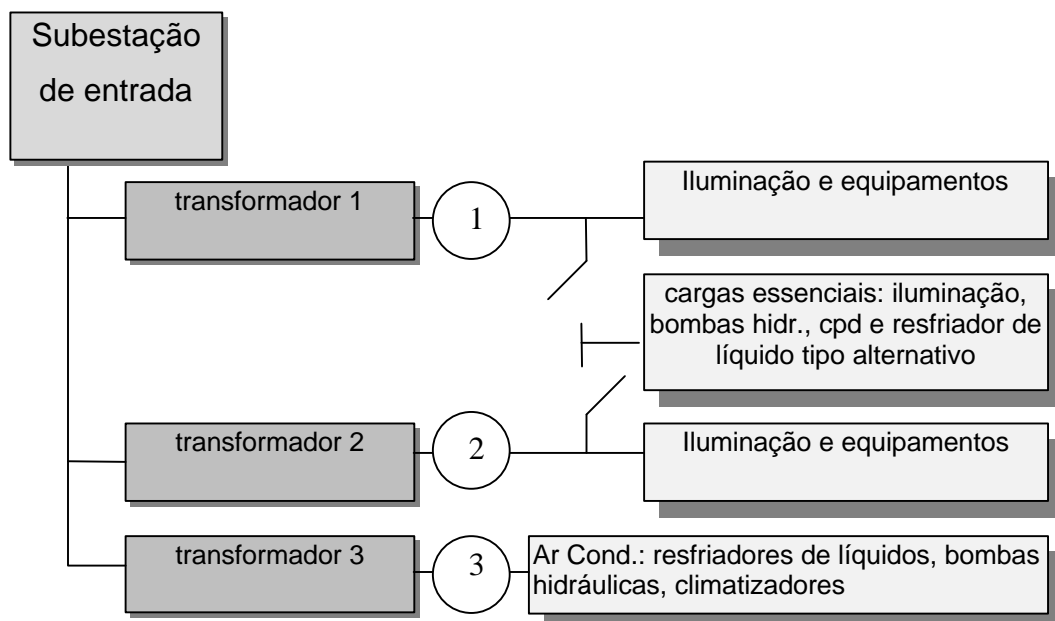 Subestação
de entrada
transformador 1
1
Iluminação e equipamentos
cargas essenciais: iluminação,
bombas hidr., cpd e resfriador de
líquido tipo alternativo
transformador 2
2
Iluminação e equipamentos
transformador 3
3
Ar Cond.: resfriadores de líquidos, bombas
hidráulicas, climatizadores